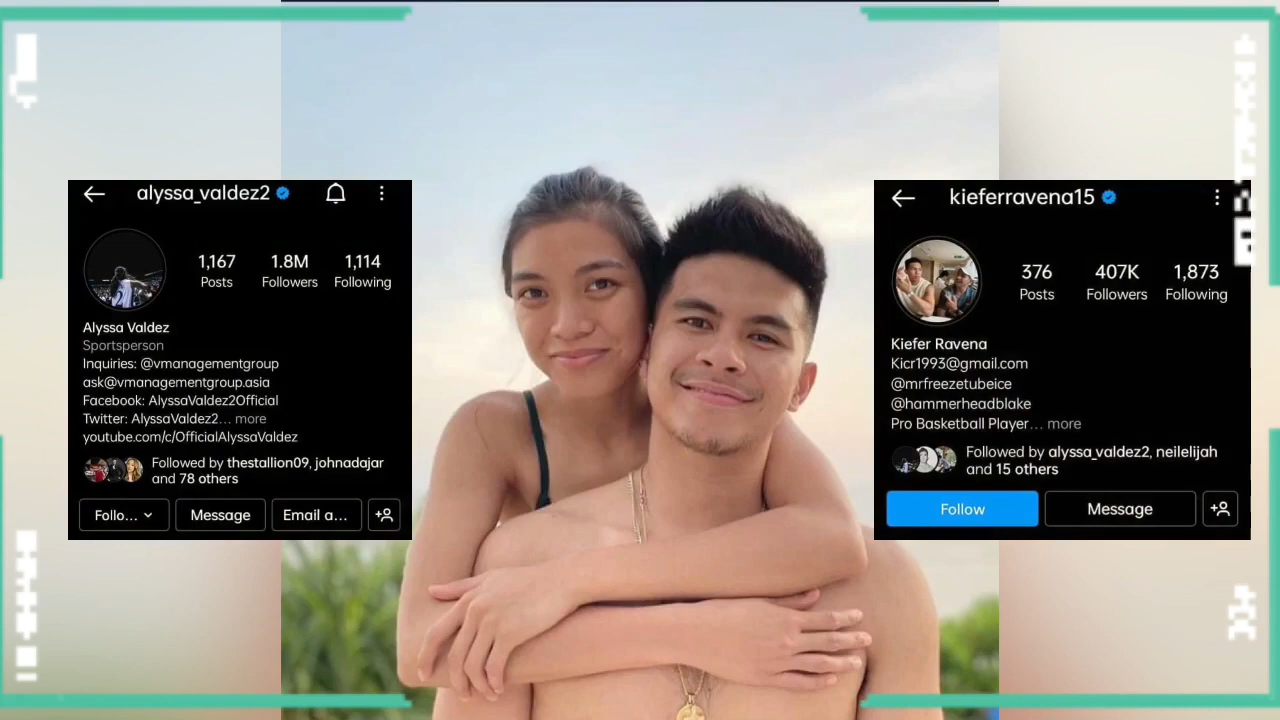 alyssa_valdez2
1,167 1.8M 1,114
Posts Followers Following
Alyssa Valdez
Sportsperson
Inquiries: @vmanagementgroup
ask@vmanagementgroup.asia
Facebook: AlyssaValdez2Official
Twitter: AlyssaValdez2... more
youtube.com/c/OfficialAlyssaValdez
Followed by thestallion09, johnadajar
and 78 others
Follo... Message Email a...
kieferravena15
376 407K 1,873
Posts Followers Following
Kiefer Ravena
Kicr1993@gmail.com
@mrfreezetubeice
@hammerheadblake
Pro Basketball Player... more
Followed by alyssa_valdez2, neilelijah
and 15 others
Follow Message